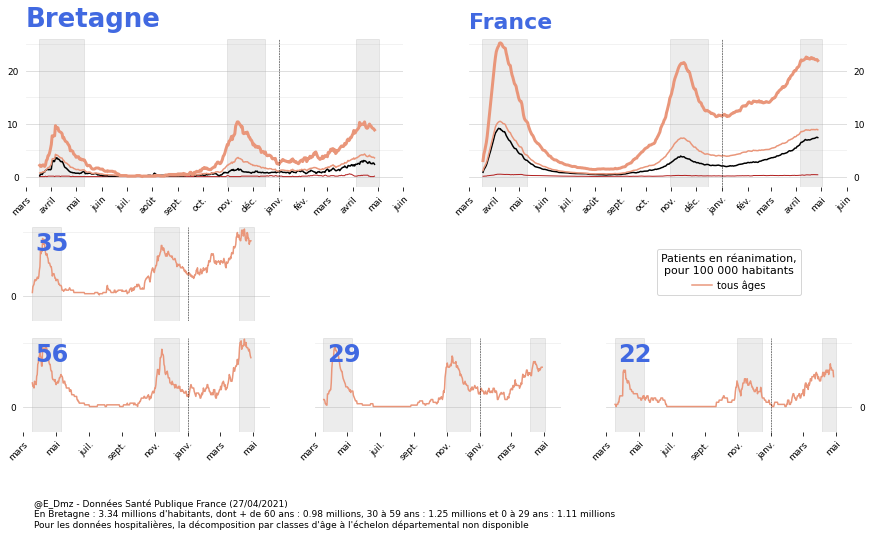 Bretagne
France
20
10
0
20
10
0
mars avril mai juin juil. août sept. oct. nov. déc. janv. fév. mars avril mai juin
mars avril mai juin juil. août sept. oct. nov. déc. janv. fév. mars avril mai juin
35
0
Patients en réanimation,
pour 100 000 habitants
tous âges
56
29
22
0
0
mars mai juil. sept. nov. janv. mars mai
mars mai juil. sept. nov. janv. mars mai
mars mai juil. sept. nov. janv. mars mai
@E_Dmz - Données Santé Publique France (27/04/2021)
En Bretagne : 3.34 millions d'habitants, dont + de 60 ans : 0.98 millions, 30 à 59 ans : 1.25 millions et 0 à 29 ans : 1.11 millions
Pour les données hospitalières, la décomposition par classes d'âge à l'échelon départemental non disponible